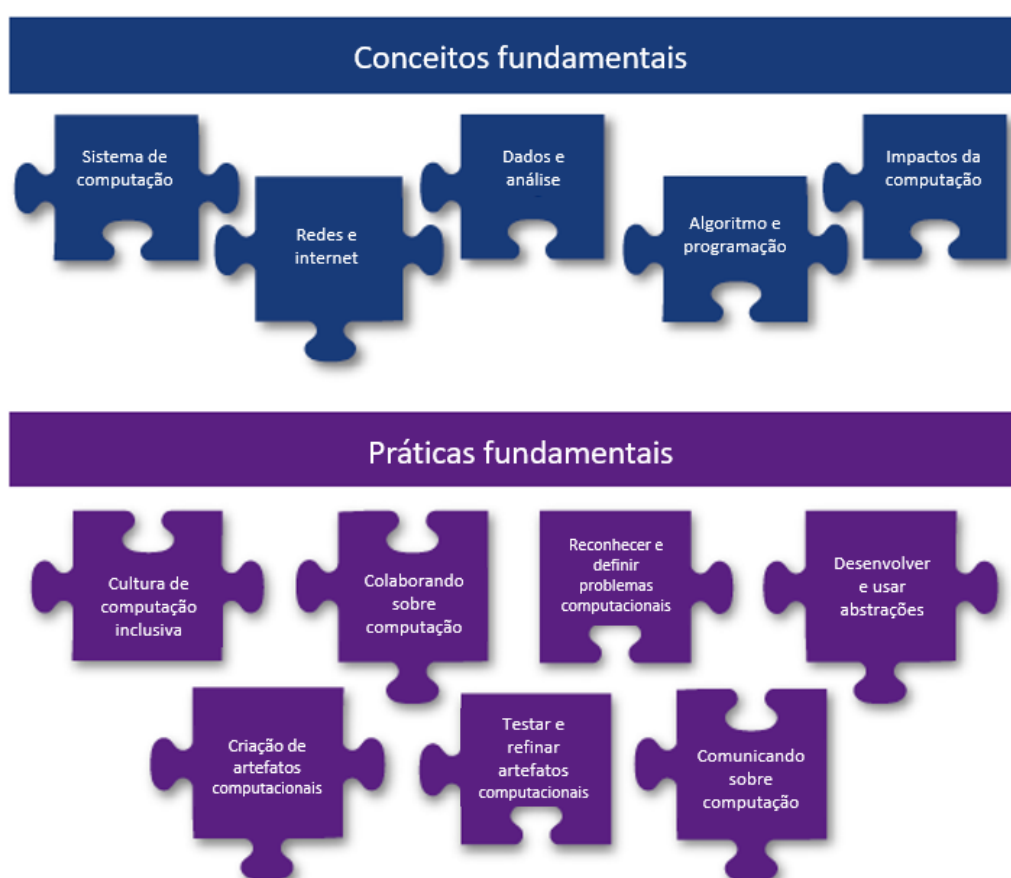 Conceitos fundamentais
Sistema de
computação
Redes e
internet
Dados e
análise
Algoritmo e
programação
Impactos da
computação
Práticas fundamentais
Cultura de
computação
inclusiva
Colaborando
sobre
computação
Reconhecer e
definir
problemas
computacionais
Desenvolver
e usar
abstrações
Criação de
artefatos
computacionais
Testar e
refinar
artefatos
computacionais
Comunicando
sobre
computação